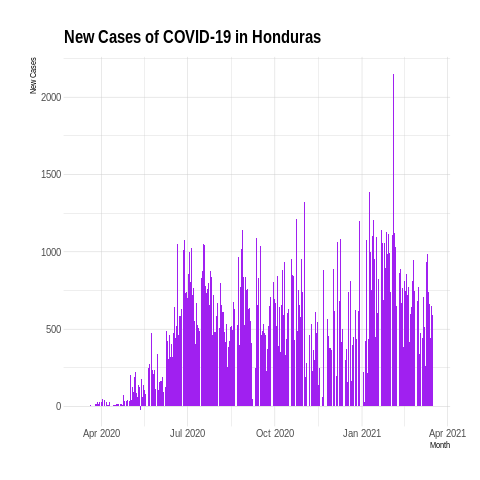 New Cases of COVID-19 in Honduras
New Cases
2000
1500
1000
500
0
Apr 2020
Jul 2020
Oct 2020
Jan 2021
Apr 2021
Month